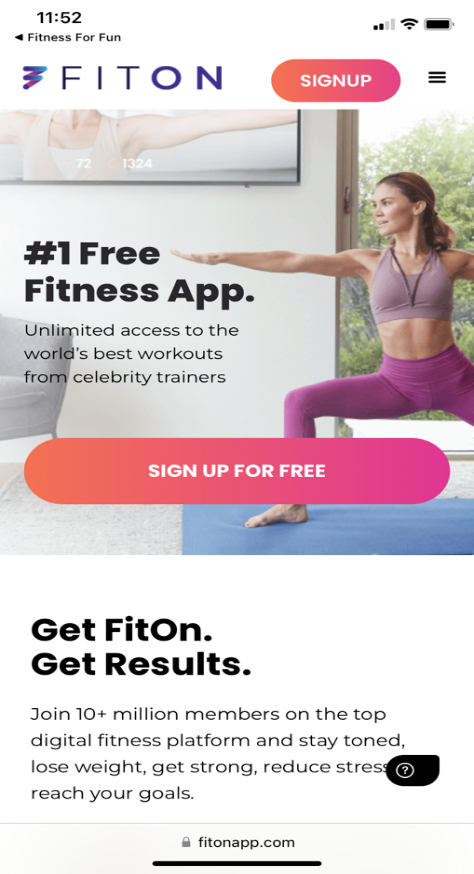 11:52
◀ Fitness For Fun
FITON
SIGNUP
72 1324
#1 Free
Fitness App.
Unlimited access to the
world's best workouts
from celebrity trainers
SIGN UP FOR FREE
Get FitOn.
Get Results.
Join 10+ million members on the top
digital fitness platform and stay toned,
lose weight, get strong, reduce stress
reach your goals.
fitonapp.com